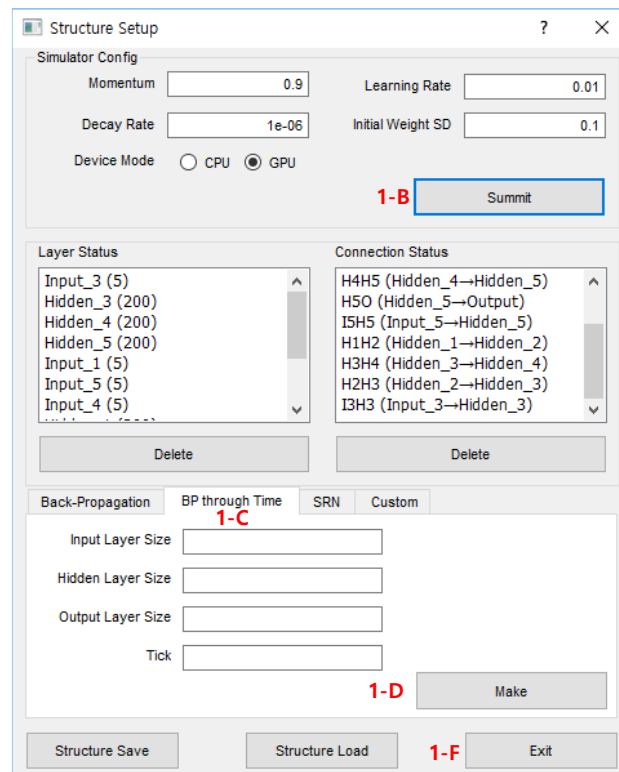 Structure Setup ? ×
Simulator Config
Momentum 0.9 Learning Rate 0.01
Decay Rate 1e-06 Initial Weight SD 0.1
Device Mode CPU GPU
1-B Summit
Layer Status Connection Status
Input_3 (5) H4H5 (Hidden_4→Hidden_5)
Hidden_3 (200) H5O (Hidden_5→Output)
Hidden_4 (200) I5H5 (Input_5→Hidden_5)
Hidden_5 (200) H1H2 (Hidden_1→Hidden_2)
Input_1 (5) H3H4 (Hidden_3→Hidden_4)
Input_5 (5) H2H3 (Hidden_2→Hidden_3)
Input_4 (5) I3H3 (Input_3→Hidden_3)
Delete Delete
Back-Propagation BP through Time SRN Custom
1-C
Input Layer Size
Hidden Layer Size
Output Layer Size
Tick
1-D Make
Structure Save Structure Load 1-F Exit